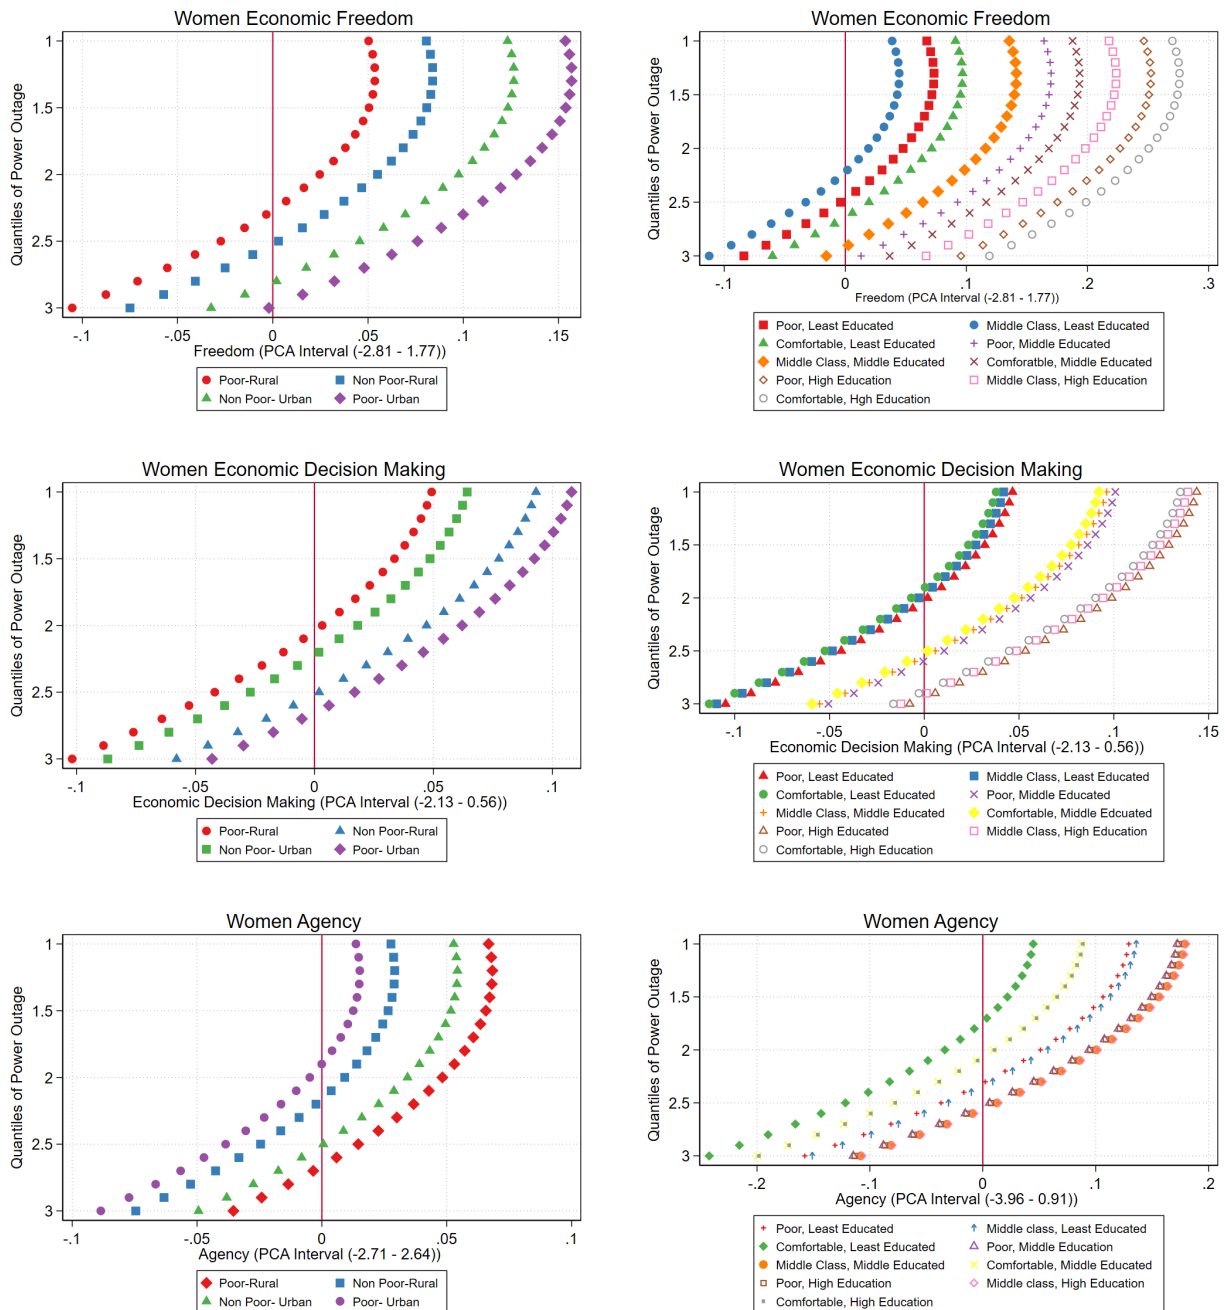 Women Economic Freedom
Quantiles of Power Outage
1
1.5
2
2.5
3
-.1
-.05
0
.05
.1
.15
Freedom (PCA Interval (-2.81 - 1.77))
Poor-Rural
Non Poor-Rural
Non Poor- Urban
Poor- Urban
Women Economic Freedom
Quantiles of Power Outage
1
1.5
2
2.5
3
-.1
0
.1
.2
.3
Freedom (PCA Interval (-2.81 - 1.77))
Poor, Least Educated
Middle Class, Least Educated
Comfortable, Least Educated
Poor, Middle Educated
Middle Class, Middle Educated
Comforatble, Middle Educated
Poor, High Education
Middle Class, High Education
Comfortable, Hgh Education
Women Economic Decision Making
Quantiles of Power Outage
1
1.5
2
2.5
3
-.1
-.05
0
.05
.1
Economic Decision Making (PCA Interval (-2.13 - 0.56))
Poor-Rural
Non Poor-Rural
Non Poor- Urban
Poor- Urban
Women Economic Decision Making
Quantiles of Power Outage
1
1.5
2
2.5
3
-.1
-.05
0
.05
.1
.15
Economic Decision Making (PCA Interval (-2.13 - 0.56))
Poor, Least Educated
Middle Class, Least Educated
Comfortable, Least Educated
Poor, Middle Educated
Middle Class, Middle Educated
Comfortable, Middle Edcuated
Poor, High Educated
Middle Class, High Education
Comfortable, High Education
Women Agency
Quantiles of Power Outage
1
1.5
2
2.5
3
-.1
-.05
0
.05
.1
Agency (PCA Interval (-2.71 - 2.64))
Poor-Rural
Non Poor-Rural
Non Poor- Urban
Poor- Urban
Women Agency
Quantiles of Power Outage
1
1.5
2
2.5
3
-.2
-.1
0
.1
.2
Agency (PCA Interval (-3.96 - 0.91))
Poor, Least Educated
Middle class, Least Educated
Comfortable, Least Educated
Poor, Middle Education
Middle Class, Middle Educated
Comfortable, Middle Educated
Poor, High Education
Middle class, High Education
Comfortable, High Education